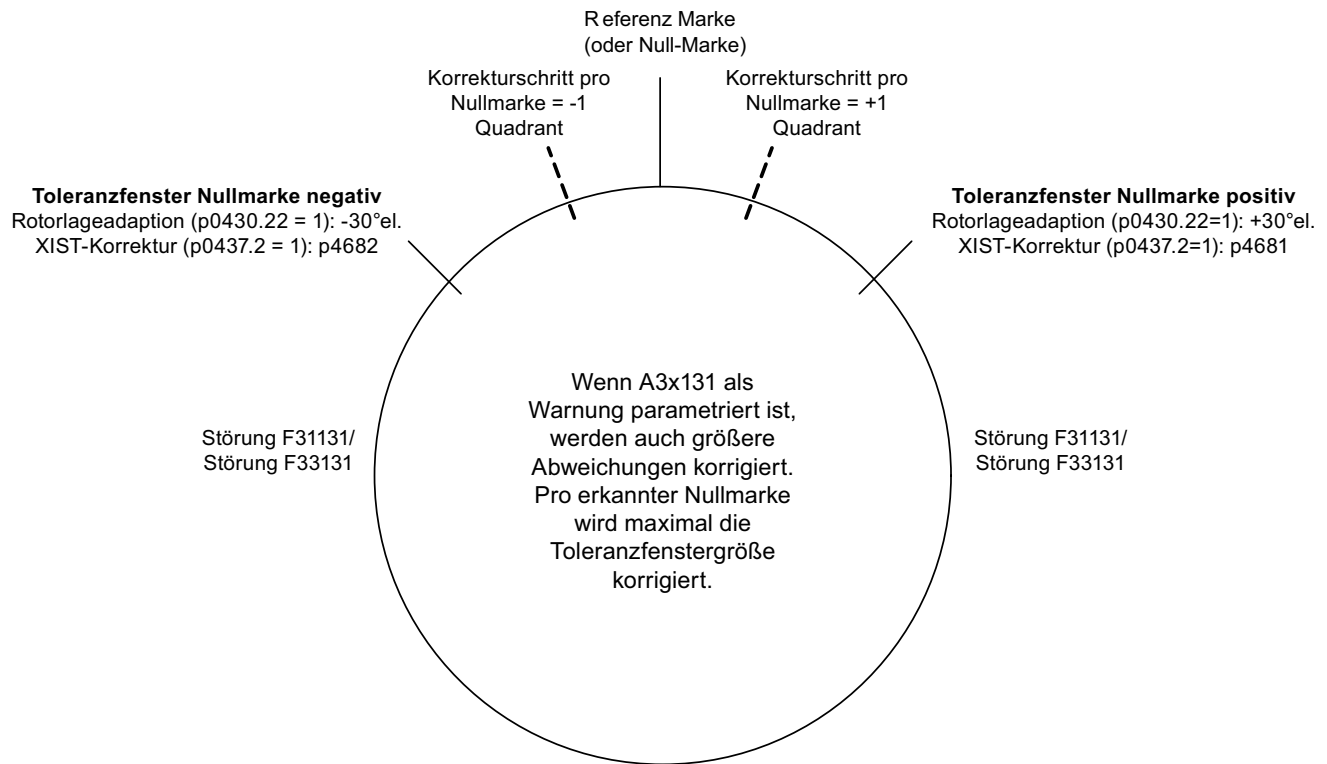 Referenz Marke
(oder Null-Marke)
Korrekturschritt pro
Nullmarke = -1
Quadrant
Korrekturschritt pro
Nullmarke = +1
Quadrant
Toleranzfenster Nullmarke negativ
Rotorlageadaption (p0430.22 = 1): -30°el.
XIST-Korrektur (p0437.2 = 1): p4682
Toleranzfenster Nullmarke positiv
Rotorlageadaption (p0430.22=1): +30°el.
XIST-Korrektur (p0437.2=1): p4681
Störung F31131/
Störung F33131
Wenn A3x131 als
Warnung parametriert ist,
werden auch größere
Abweichungen korrigiert.
Pro erkannter Nullmarke
wird maximal die
Toleranzfenstergröße
korrigiert.
Störung F31131/
Störung F33131